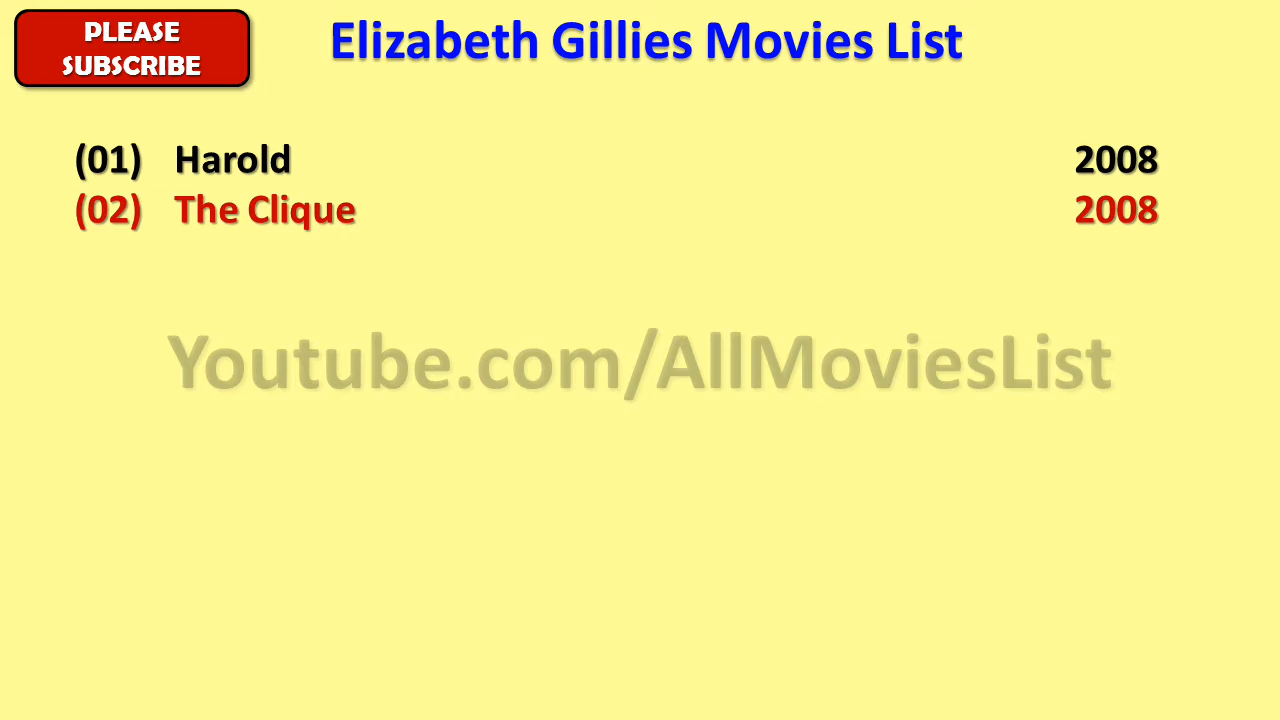 PLEASE
SUBSCRIBE
Elizabeth Gillies Movies List
(01) Harold 2008
(02) The Clique 2008
Youtube.com/AllMoviesList